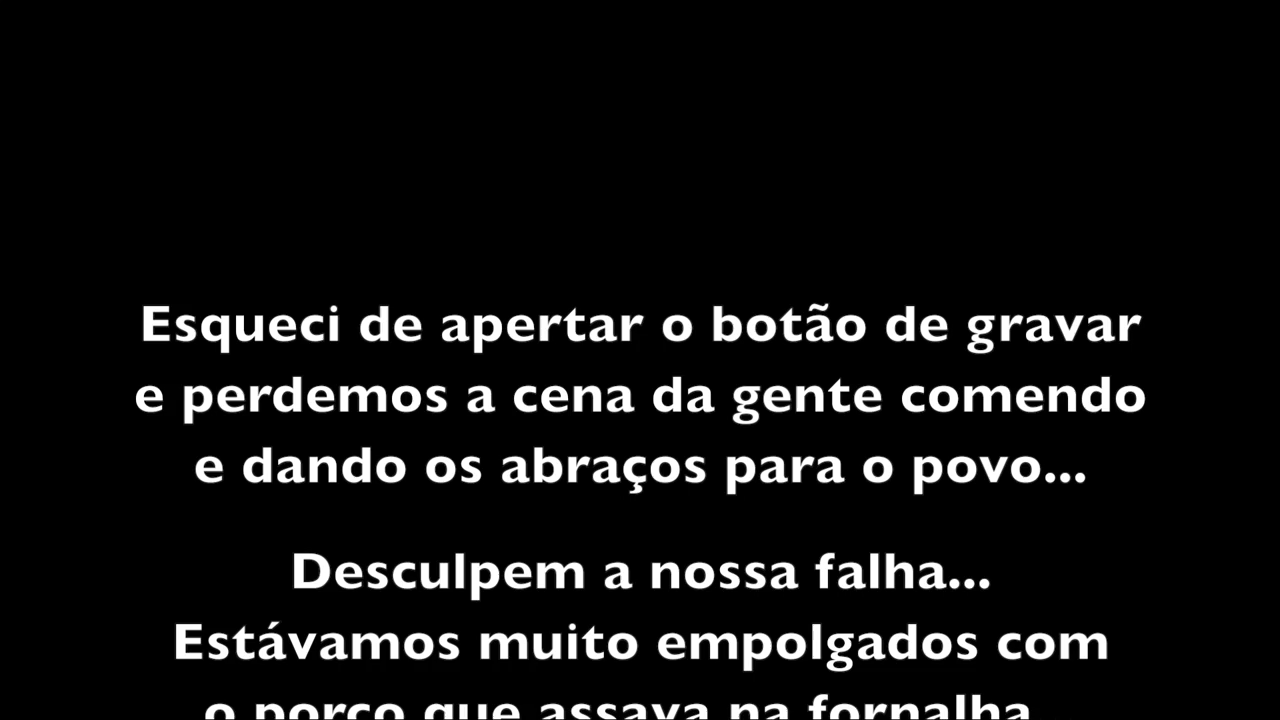 Esqueci de apertar o botão de gravar
e perdemos a cena da gente comendo
e dando os abraços para o povo...
Desculpem a nossa falha...
Estávamos muito empolgados com
o porco que assava na fornalha